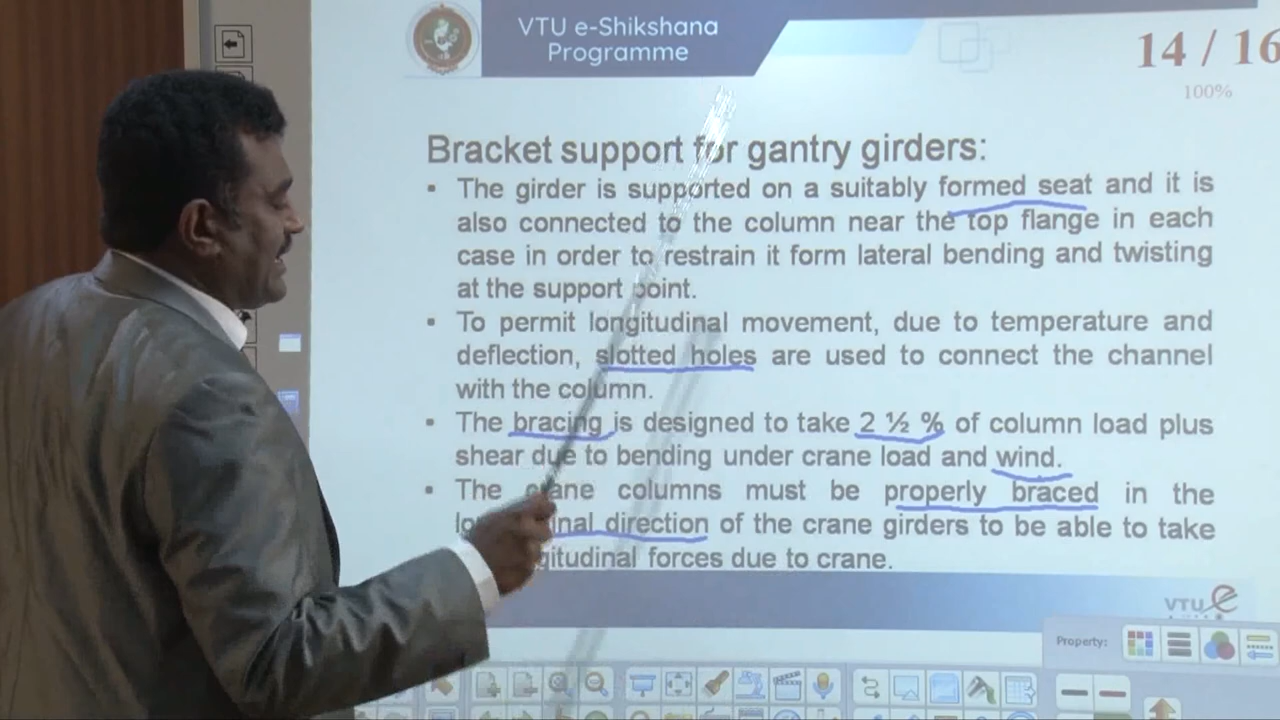 VTU e-Shikshana
Programme
14 / 16
100%
Bracket support for gantry girders:
▪ The girder is supported on a suitably formed seat and it is
also connected to the column near the top flange in each
case in order to restrain it form lateral bending and twisting
at the support point.
▪ To permit longitudinal movement, due to temperature and
deflection, slotted holes are used to connect the channel
with the column.
▪ The bracing is designed to take 2 ½ % of column load plus
shear due to bending under crane load and wind.
▪ The crane columns must be properly braced in the
direction of the crane girders to be able to take
forces due to crane.
VTU e
Property: